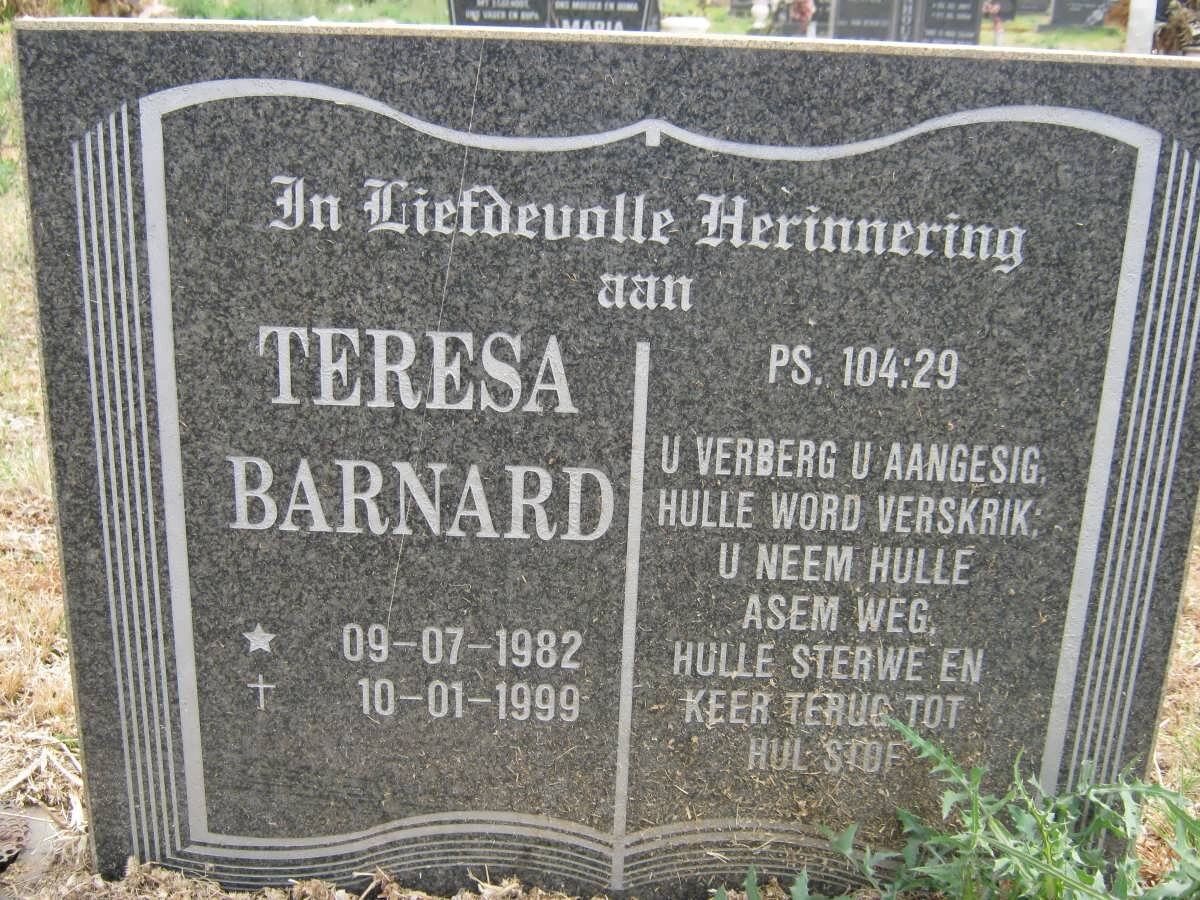 In Liefdevolle Herinnering
aan
TERESA
BARNARD
09-07-1982
10-01-1999
PS. 104:29
U VERBERG U AANGESIG,
HULLE WORD VERSKRIK;
U NEEM HULLE
ASEM WEG,
HULLE STERWE EN
KEER TERUG TOT
HUL STOF
MARIA